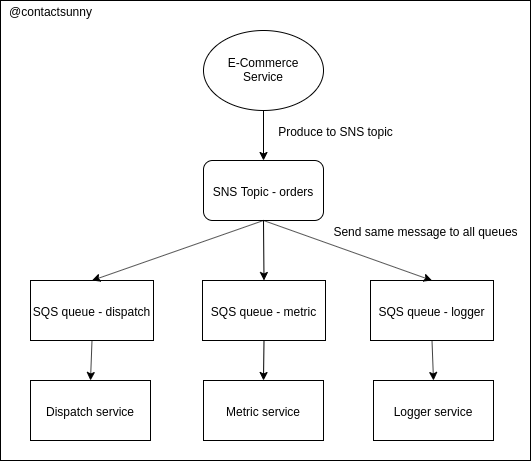 @contactsunny
E-Commerce
Service
Produce to SNS topic
SNS Topic - orders
Send same message to all queues
SQS queue - dispatch
SQS queue - metric
SQS queue - logger
Dispatch service
Metric service
Logger service